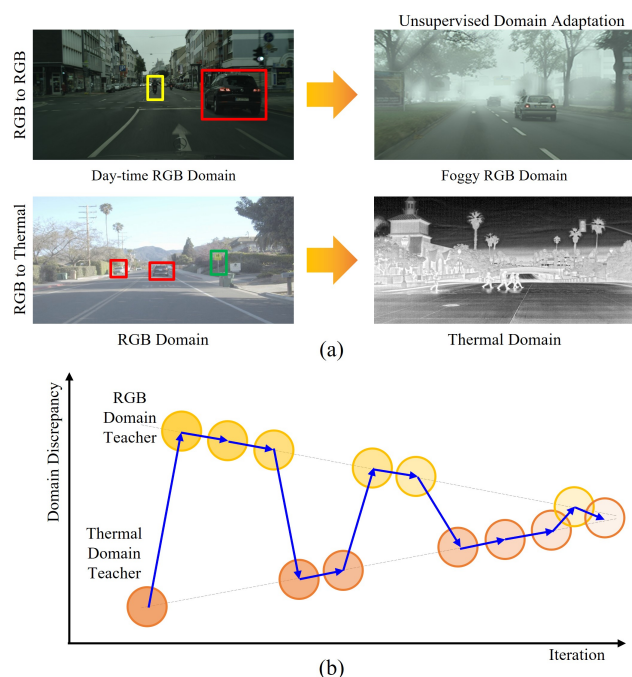 Unsupervised Domain Adaptation
RGB to RGB
Day-time RGB Domain
Foggy RGB Domain
RGB to Thermal
RGB Domain
Thermal Domain
(a)
Domain Discrepancy
RGB
Domain
Teacher
Thermal
Domain
Teacher
Iteration
(b)